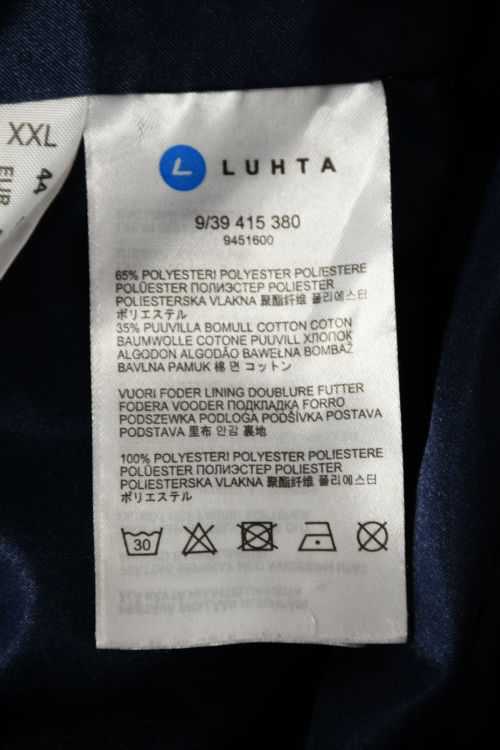 XXL
44
EUR
LUHTA
9/39 415 380
9451600
65% POLYESTERI POLYESTER POLIESTERE
POLÜESTER ПОЛИЭСТЕР POLIESTER
POLIESTERSKA VLAKNA 聚酯纤维 폴리에스터
ポリエステル
35% PUUVILLA BOMULL COTTON COTON
BAUMWOLLE COTONE PUUVILL ХЛОПОК
ALGODON ALGODÃO BAWEŁNA BOMBAŽ
BAVLNA PAMUK 棉 면 コットン
VUORI FODER LINING DOUBLURE FUTTER
FODERA VOODER ПОДКЛАДКА FORRO
PODSZEWKA PODLOGA PODŠÍVKA POSTAVA
PODSTAVA 里布 안감 裏地
100% POLYESTERI POLYESTER POLIESTERE
POLÜESTER ПОЛИЭСТЕР POLIESTER
POLIESTERSKA VLAKNA 聚酯纤维 폴리에스터
ポリエステル
30